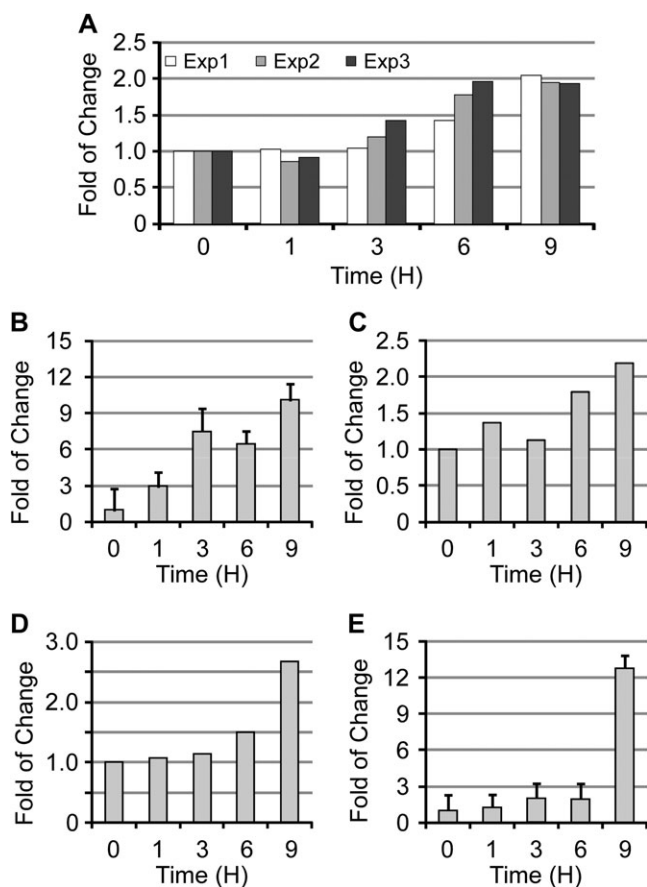 A
2.5
2.0
1.5
1.0
0.5
0
Fold of Change
Exp1 Exp2 Exp3
0 1 3 6 9
Time (H)
B
15
12
9
6
3
0
Fold of Change
0 1 3 6 9
Time (H)
C
2.5
2.0
1.5
1.0
0.5
0
Fold of Change
0 1 3 6 9
Time (H)
D
3.0
2.0
1.0
0
Fold of Change
0 1 3 6 9
Time (H)
E
15
12
9
6
3
0
Fold of Change
0 1 3 6 9
Time (H)